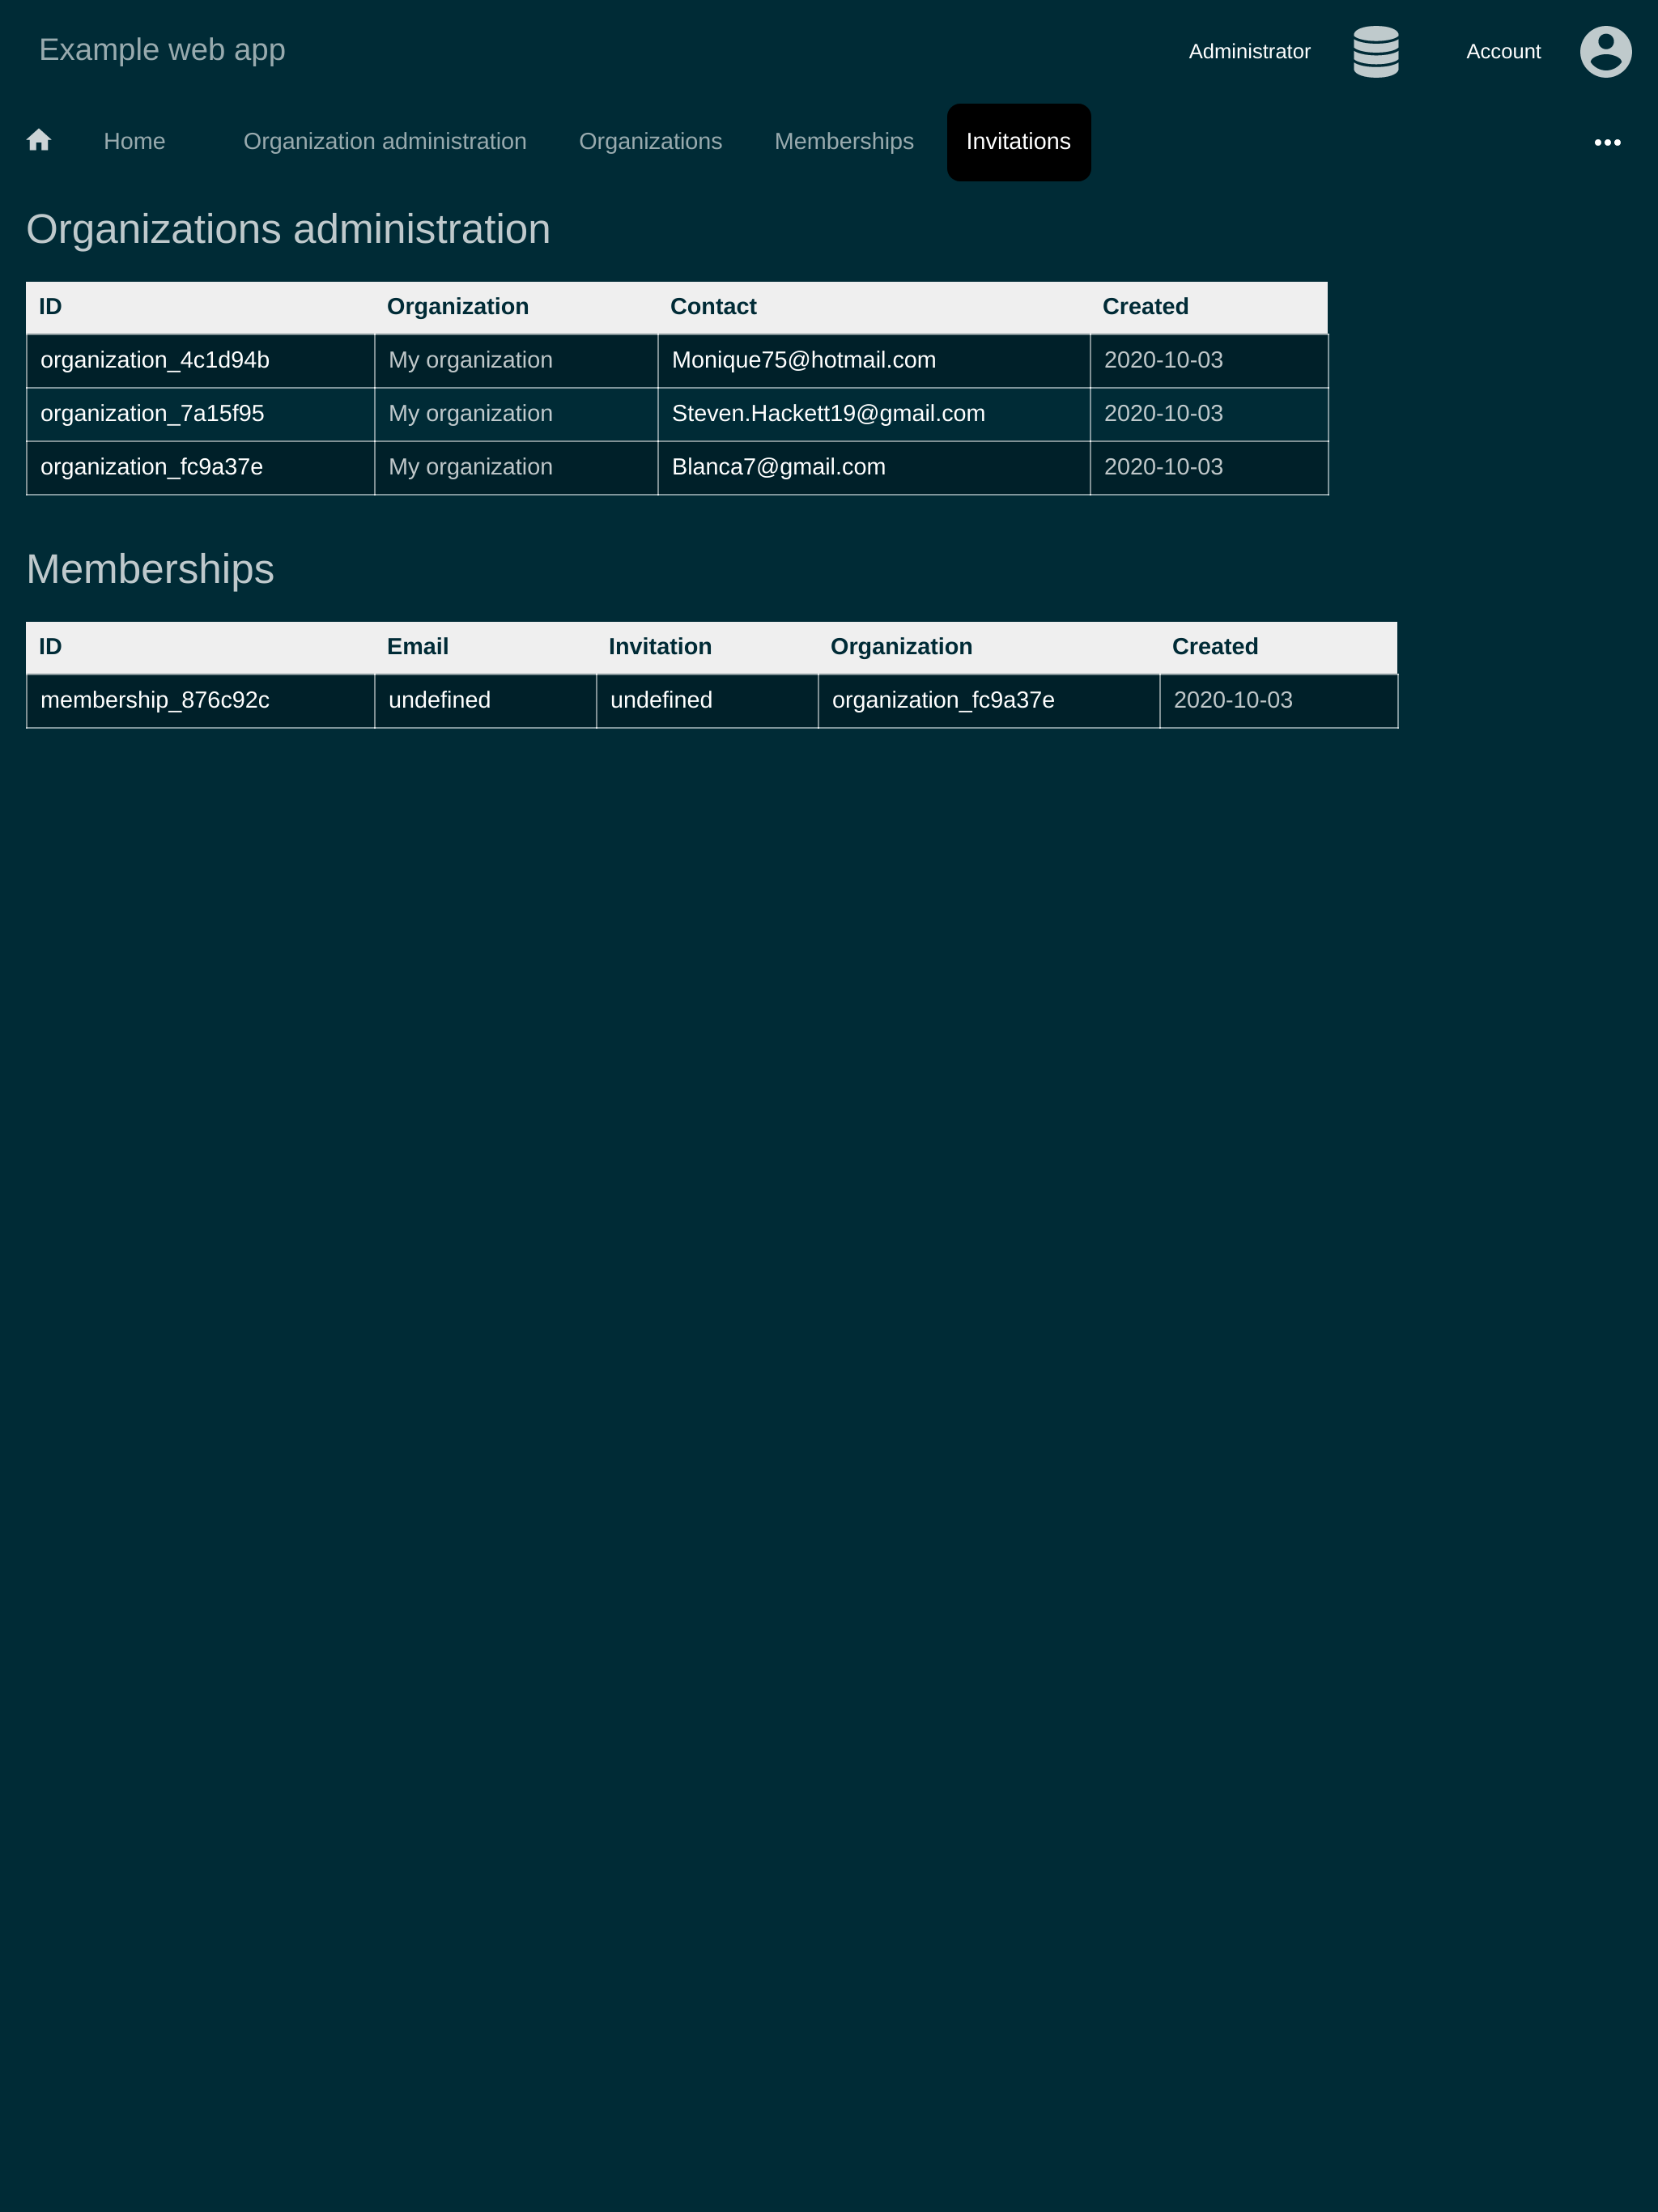 Example web app Administrator Account
Home Organization administration Organizations Memberships Invitations
Organizations administration
ID Organization Contact Created
organization_4c1d94b My organization Monique75@hotmail.com 2020-10-03
organization_7a15f95 My organization Steven.Hackett19@gmail.com 2020-10-03
organization_fc9a37e My organization Blanca7@gmail.com 2020-10-03
Memberships
ID Email Invitation Organization Created
membership_876c92c undefined undefined organization_fc9a37e 2020-10-03